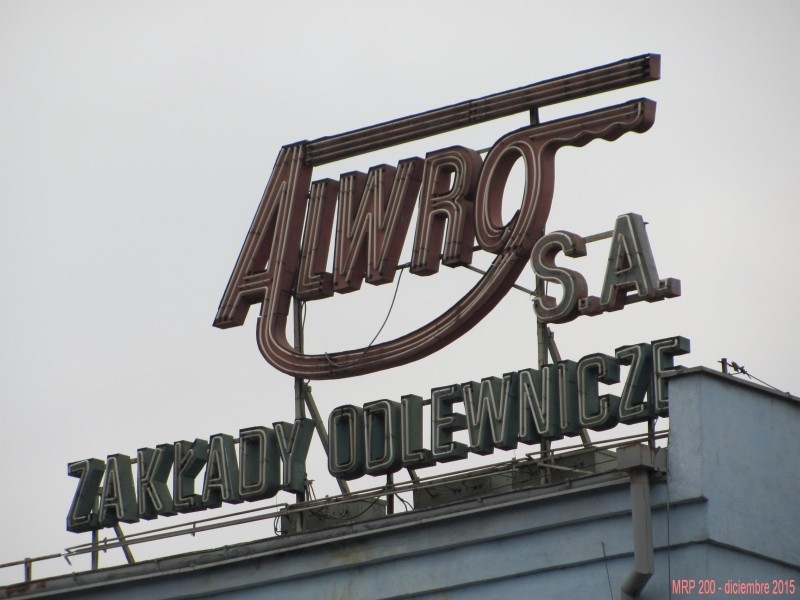 ALWRO
S.A.
ZAKŁADY ODLEWNICZE
MRP 200 - diciembre 2015